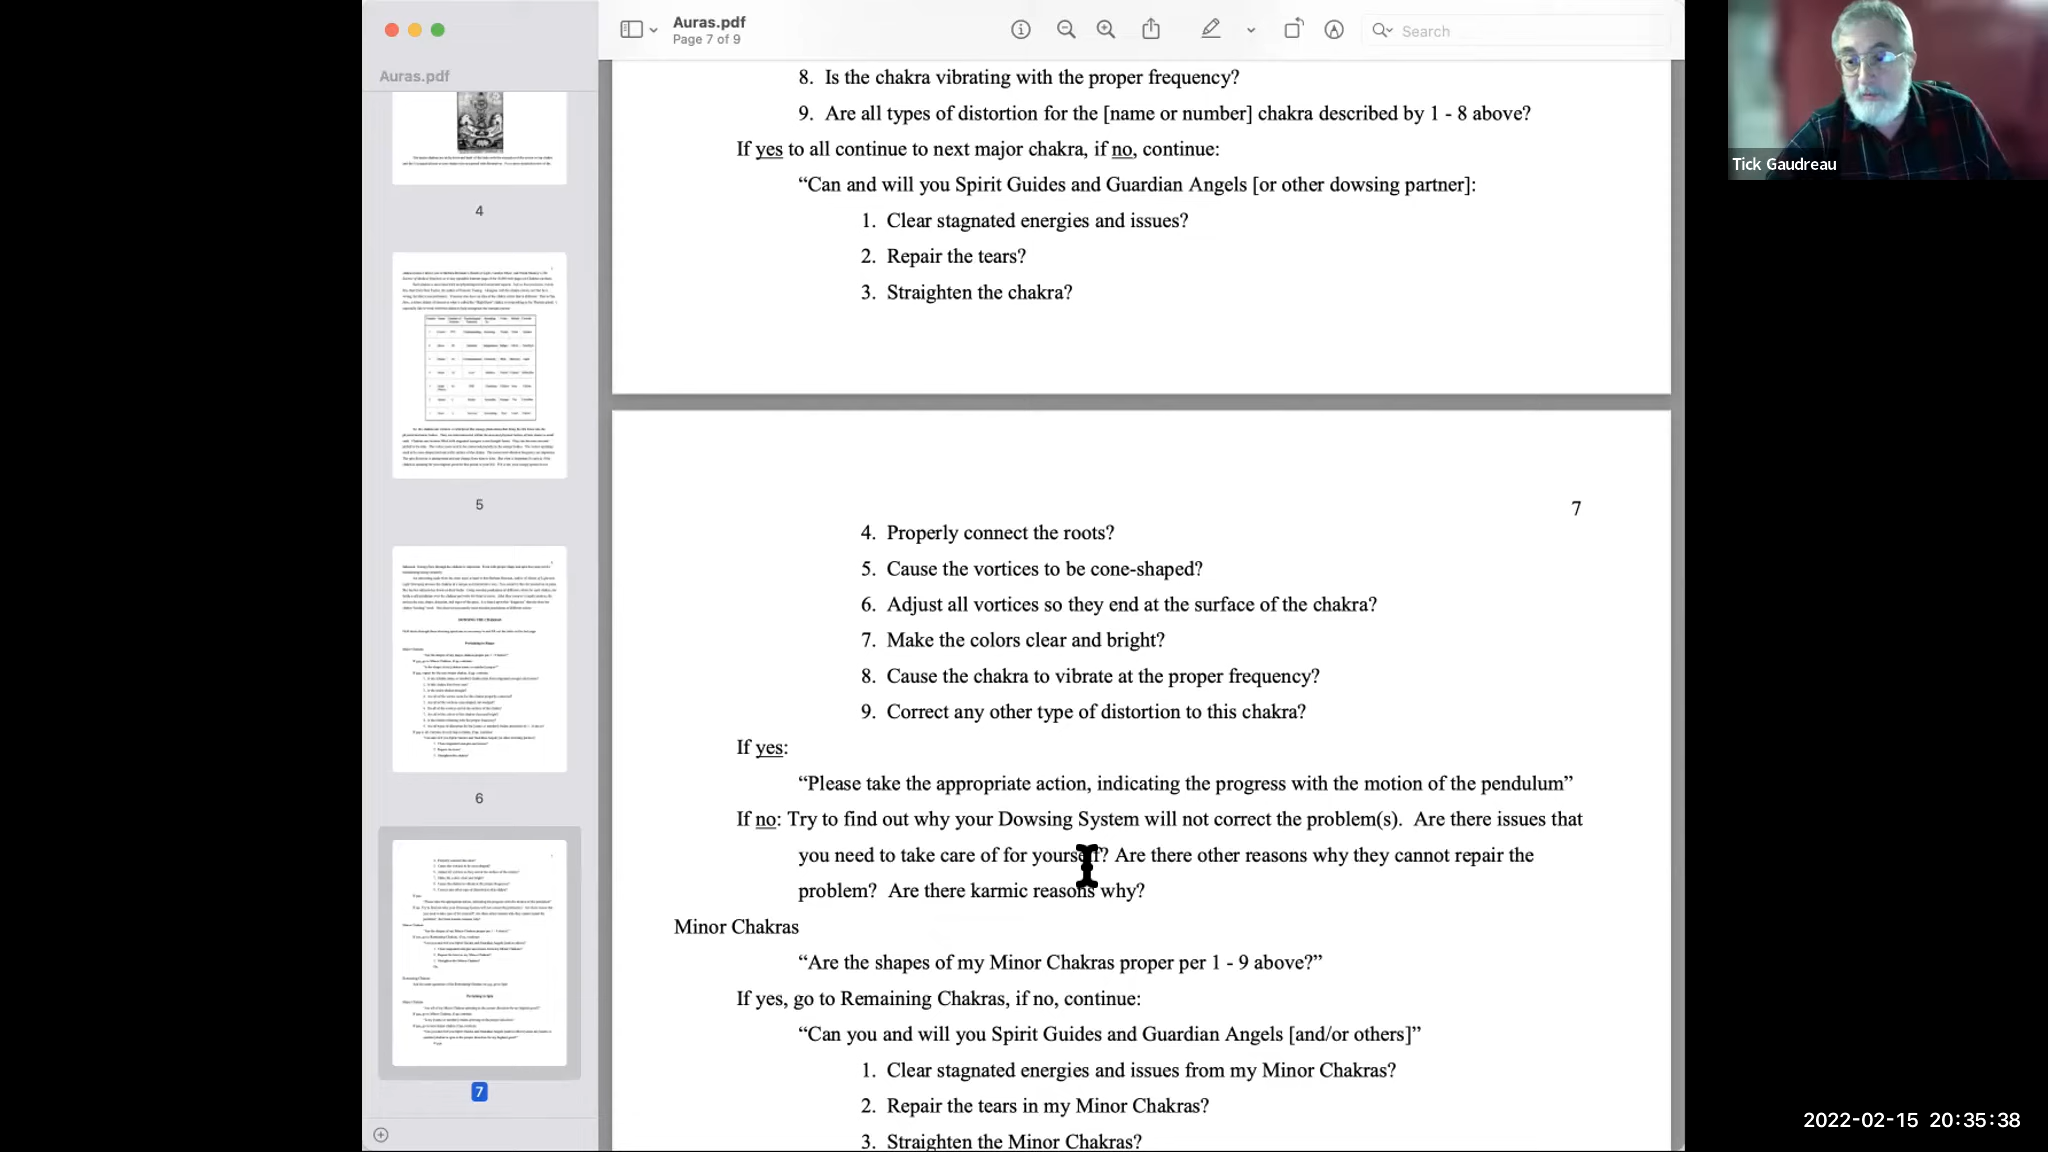 Auras.pdf
Page 7 of 9
Search
Auras.pdf
4
5
6
7
8. Is the chakra vibrating with the proper frequency?
9. Are all types of distortion for the [name or number] chakra described by 1 - 8 above?
If yes to all continue to next major chakra, if no, continue:
“Can and will you Spirit Guides and Guardian Angels [or other dowsing partner]:
1. Clear stagnated energies and issues?
2. Repair the tears?
3. Straighten the chakra?
7
4. Properly connect the roots?
5. Cause the vortices to be cone-shaped?
6. Adjust all vortices so they end at the surface of the chakra?
7. Make the colors clear and bright?
8. Cause the chakra to vibrate at the proper frequency?
9. Correct any other type of distortion to this chakra?
If yes:
“Please take the appropriate action, indicating the progress with the motion of the pendulum”
If no: Try to find out why your Dowsing System will not correct the problem(s). Are there issues that
you need to take care of for yourself? Are there other reasons why they cannot repair the
problem? Are there karmic reasons why?
Minor Chakras
“Are the shapes of my Minor Chakras proper per 1 - 9 above?”
If yes, go to Remaining Chakras, if no, continue:
“Can you and will you Spirit Guides and Guardian Angels [and/or others]”
1. Clear stagnated energies and issues from my Minor Chakras?
2. Repair the tears in my Minor Chakras?
3. Straighten the Minor Chakras?
Tick Gaudreau
2022-02-15 20:35:38